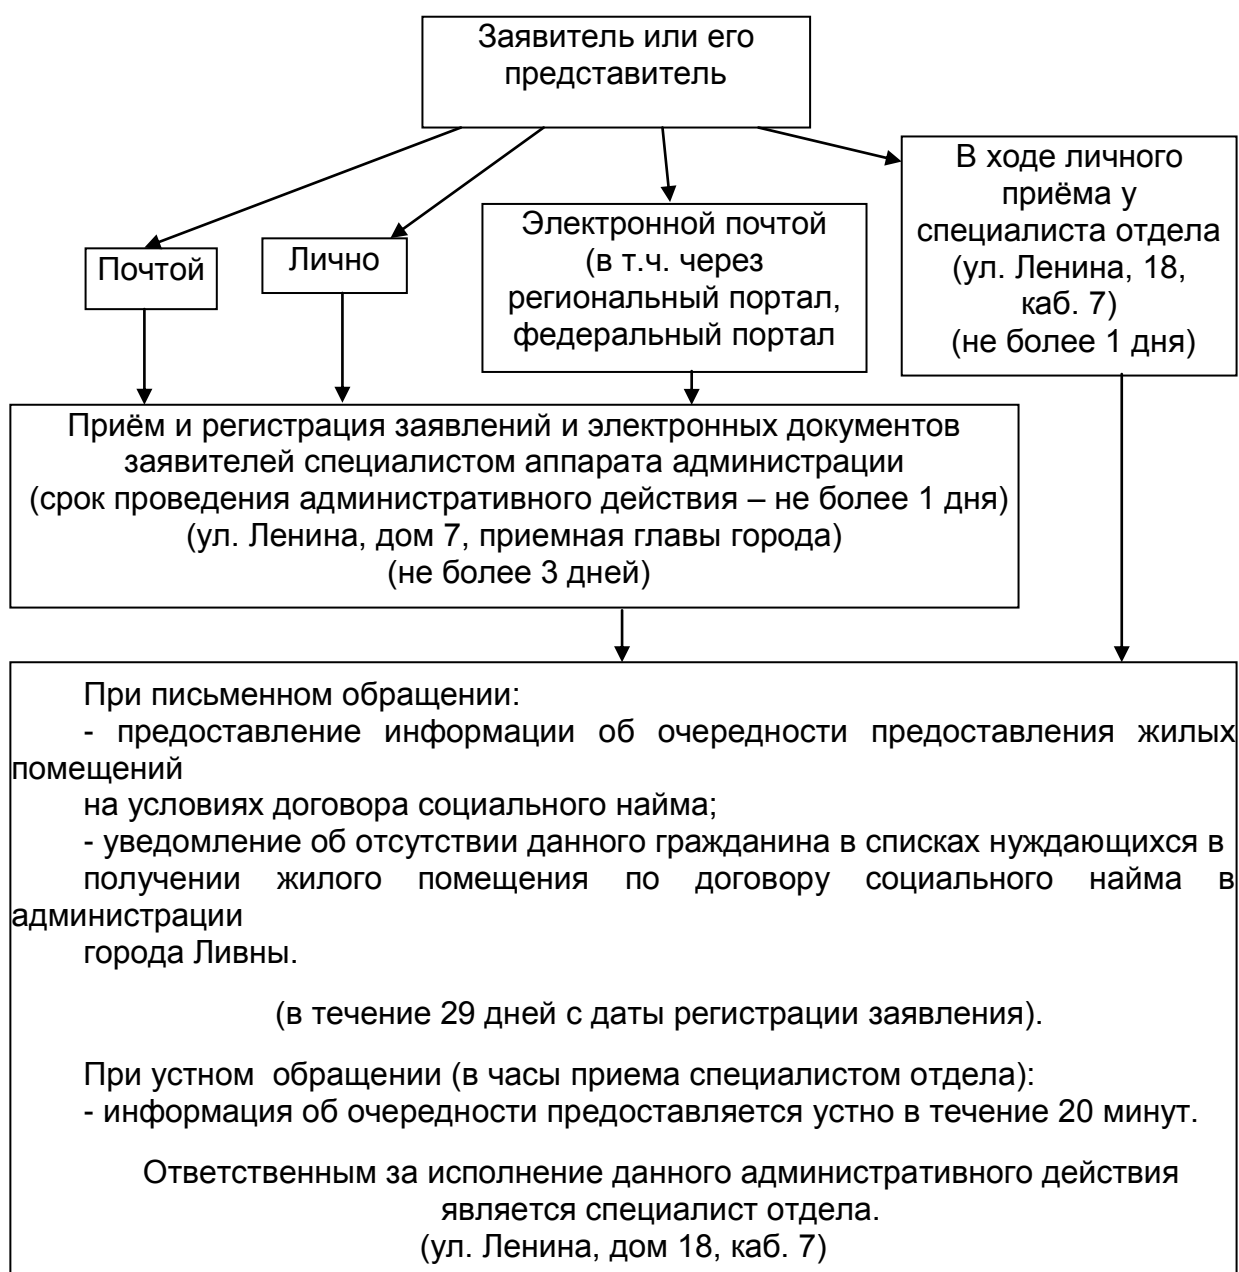 Заявитель или его
представитель
Почтой
Лично
Электронной почтой
(в т.ч. через
региональный портал,
федеральный портал
В ходе личного
приёма у
специалиста отдела
(ул. Ленина, 18,
каб. 7)
(не более 1 дня)
Приём и регистрация заявлений и электронных документов
заявителей специалистом аппарата администрации
(срок проведения административного действия – не более 1 дня)
(ул. Ленина, дом 7, приемная главы города)
(не более 3 дней)
При письменном обращении:
- предоставление информации об очередности предоставления жилых
помещений
на условиях договора социального найма;
- уведомление об отсутствии данного гражданина в списках нуждающихся в
получении жилого помещения по договору социального найма в
администрации
города Ливны.
(в течение 29 дней с даты регистрации заявления).
При устном обращении (в часы приема специалистом отдела):
- информация об очередности предоставляется устно в течение 20 минут.
Ответственным за исполнение данного административного действия
является специалист отдела.
(ул. Ленина, дом 18, каб. 7)